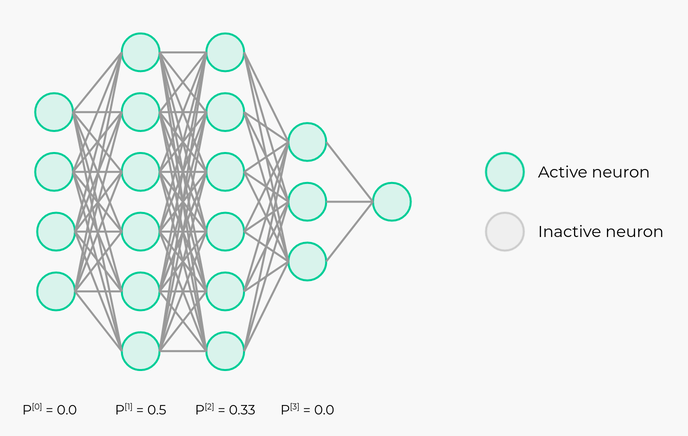 Active neuron
Inactive neuron
P[0] = 0.0 P[1] = 0.5 P[2] = 0.33 P[3] = 0.0